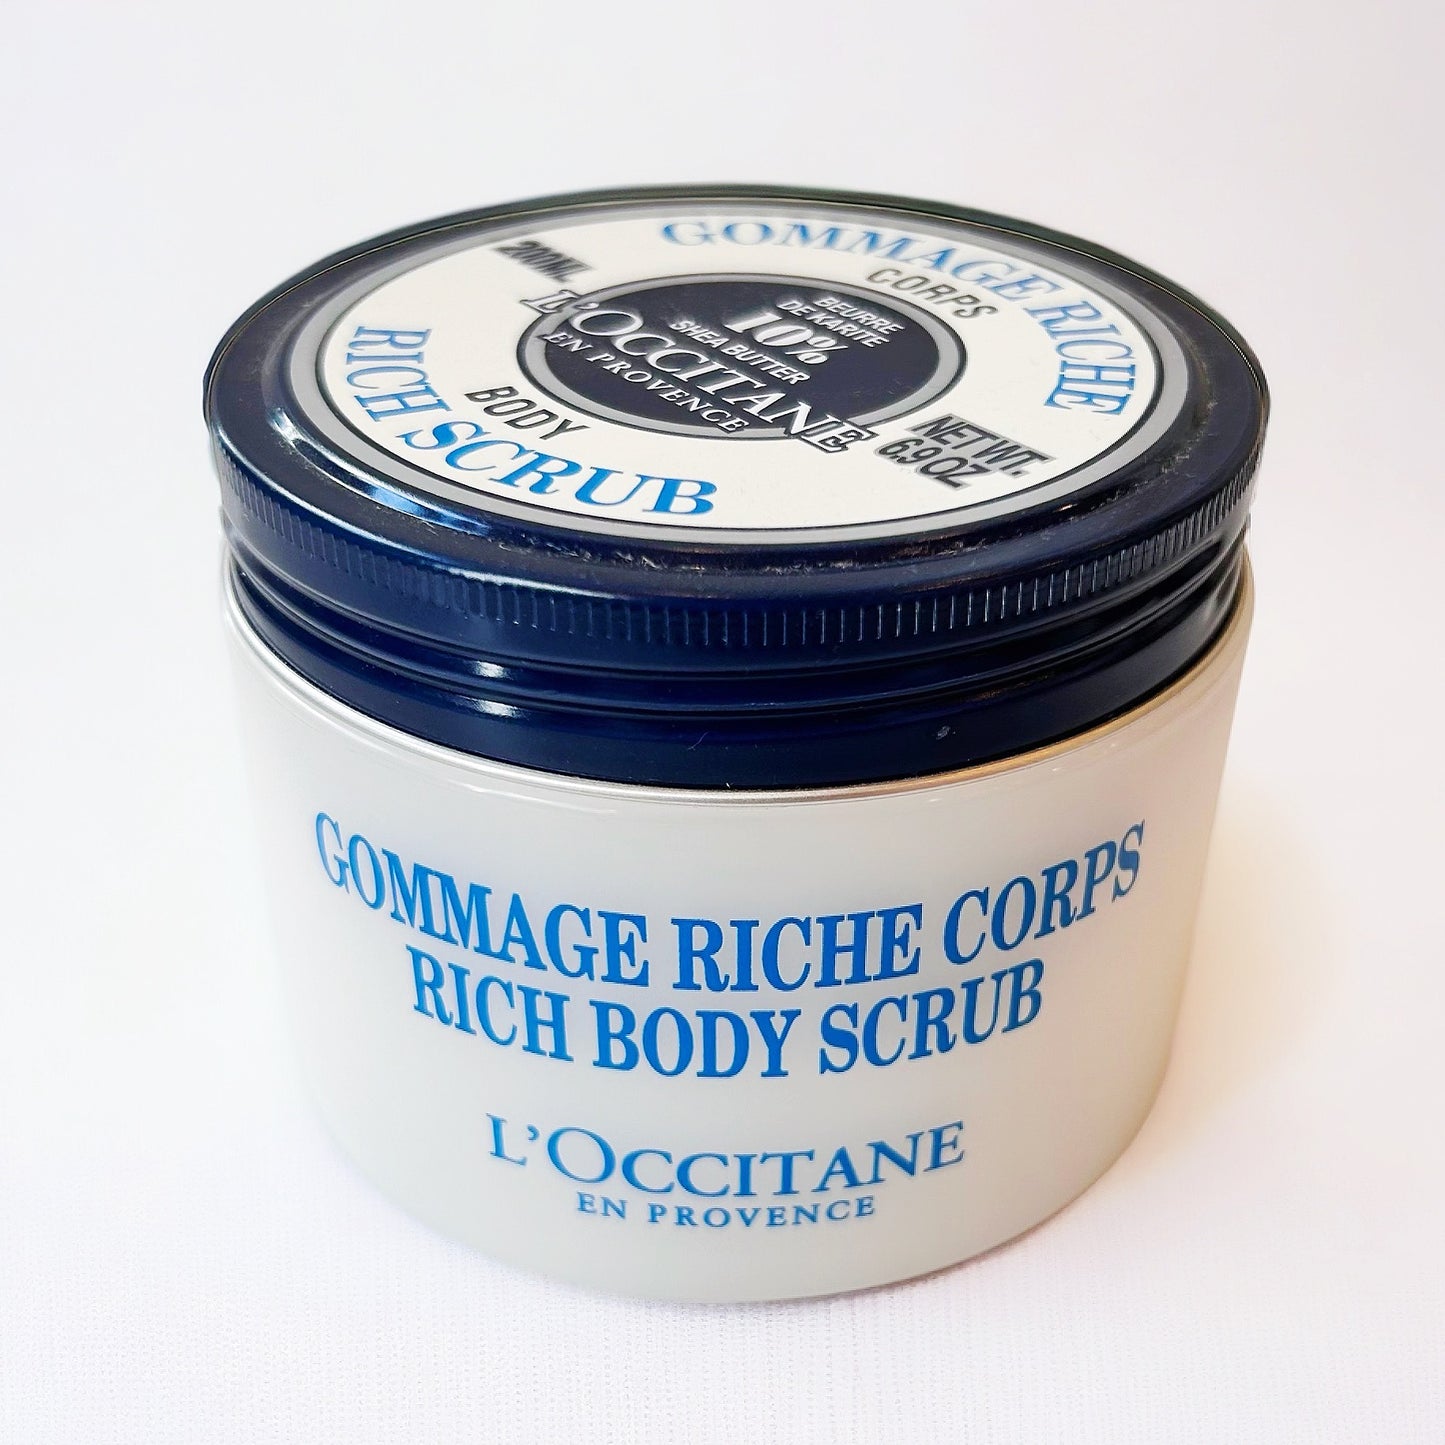 GOMMAGE RICHE
CORPS
200ML
BEURRE
DE KARITE
10%
SHEA BUTTER
L'OCCITANE
EN PROVENCE
NET WT.
6.9 OZ
BODY
RICH SCRUB
GOMMAGE RICHE CORPS
RICH BODY SCRUB
L'OCCITANE
EN PROVENCE